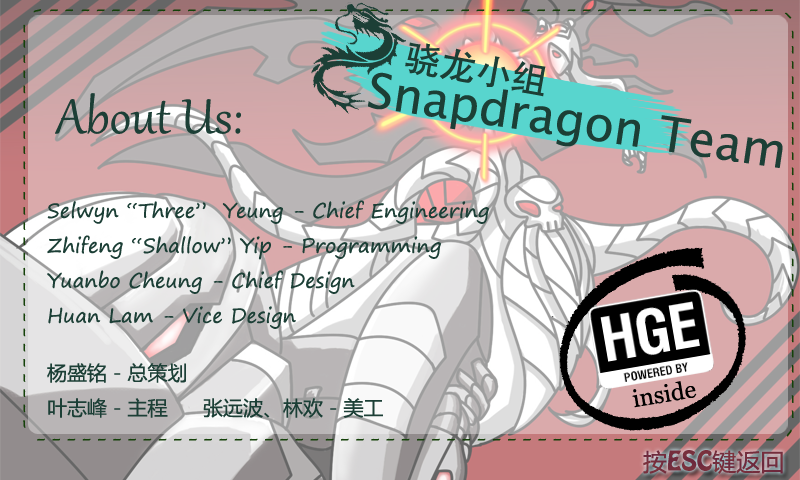 骁龙小组
Snapdragon Team
About Us:
Selwyn “Three” Yeung - Chief Engineering
Zhifeng “Shallow” Yip - Programming
Yuanbo Cheung - Chief Design
Huan Lam - Vice Design
杨盛铭 - 总策划
叶志峰 - 主程 张远波、林欢 - 美工
HGE
POWERED BY
inside
按ESC键返回